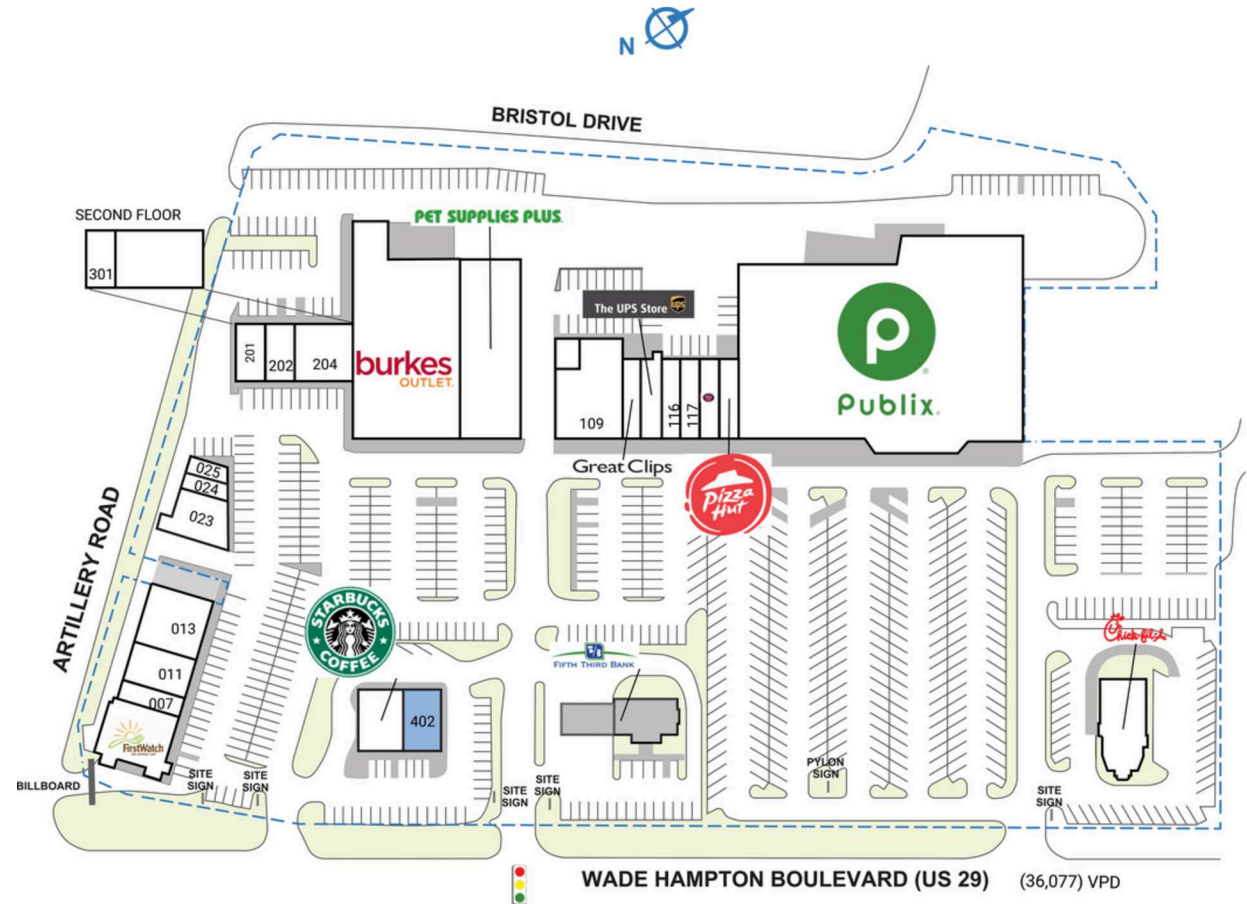 N
BRISTOL DRIVE
SECOND FLOOR
301
PET SUPPLIES PLUS.
The UPS Store
ups
201
202
204
burkes
OUTLET.
109
116
117
P
Publix.
Great Clips
Pizza
Hut
025
024
023
ARTILLERY ROAD
013
011
007
FirstWatch
STARBUCKS
COFFEE
402
FIFTH THIRD BANK
Chick-fil-A
BILLBOARD
SITE
SIGN
SITE
SIGN
SITE
SIGN
SITE
SIGN
PYLON
SIGN
SITE
SIGN
WADE HAMPTON BOULEVARD (US 29) (36,077) VPD